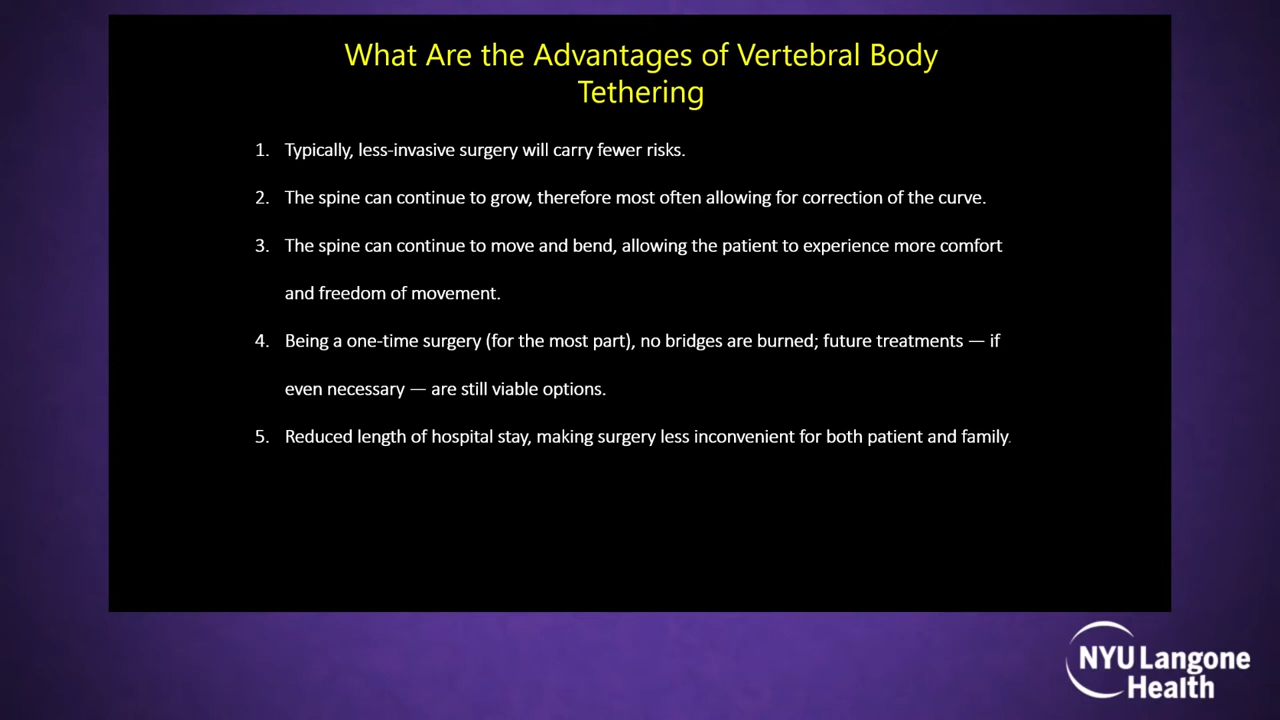 What Are the Advantages of Vertebral Body
Tethering
1. Typically, less-invasive surgery will carry fewer risks.
2. The spine can continue to grow, therefore most often allowing for correction of the curve.
3. The spine can continue to move and bend, allowing the patient to experience more comfort
and freedom of movement.
4. Being a one-time surgery (for the most part), no bridges are burned; future treatments — if
even necessary — are still viable options.
5. Reduced length of hospital stay, making surgery less inconvenient for both patient and family.
NYU Langone
Health